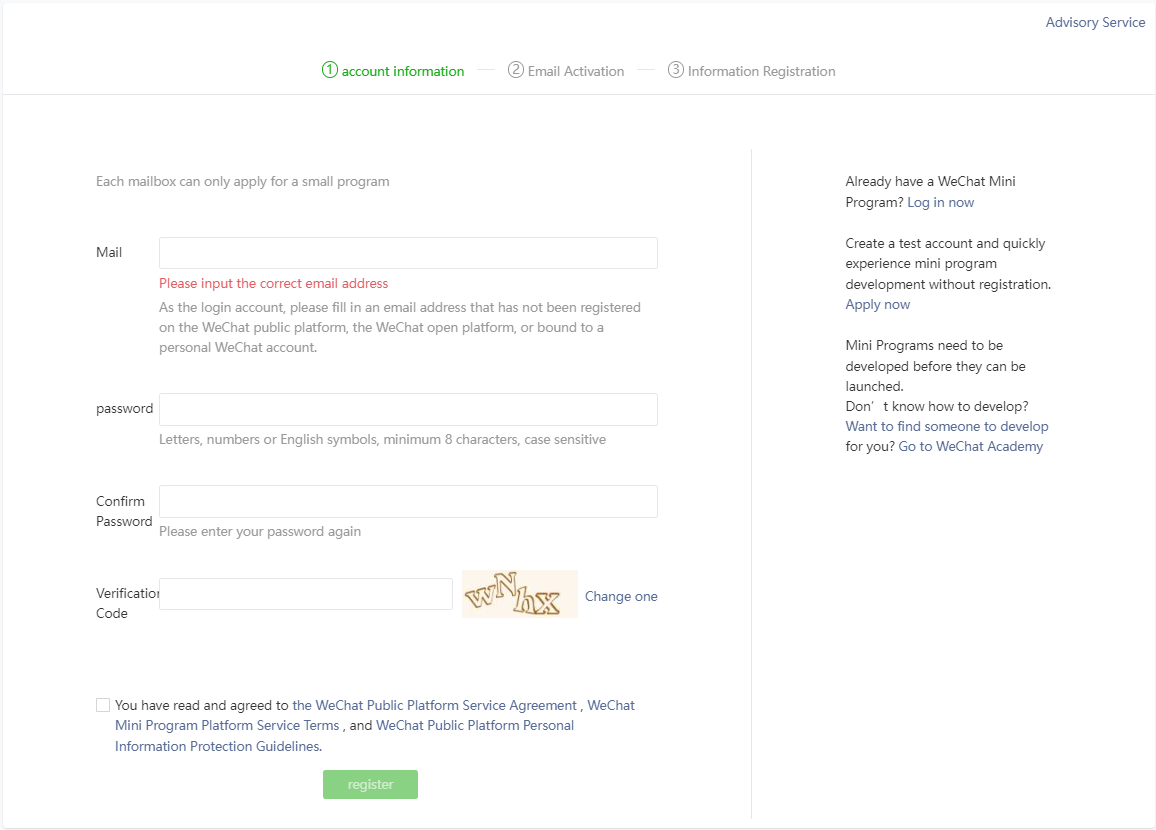 Advisory Service
1 account information
2 Email Activation
3 Information Registration
Each mailbox can only apply for a small program
Mail
Please input the correct email address
As the login account, please fill in an email address that has not been registered
on the WeChat public platform, the WeChat open platform, or bound to a
personal WeChat account.
password
Letters, numbers or English symbols, minimum 8 characters, case sensitive
Confirm
Password
Please enter your password again
Verification
Code
wNhx
Change one
You have read and agreed to the WeChat Public Platform Service Agreement , WeChat
Mini Program Platform Service Terms , and WeChat Public Platform Personal
Information Protection Guidelines.
register
Already have a WeChat Mini
Program? Log in now
Create a test account and quickly
experience mini program
development without registration.
Apply now
Mini Programs need to be
developed before they can be
launched.
Don’t know how to develop?
Want to find someone to develop
for you? Go to WeChat Academy